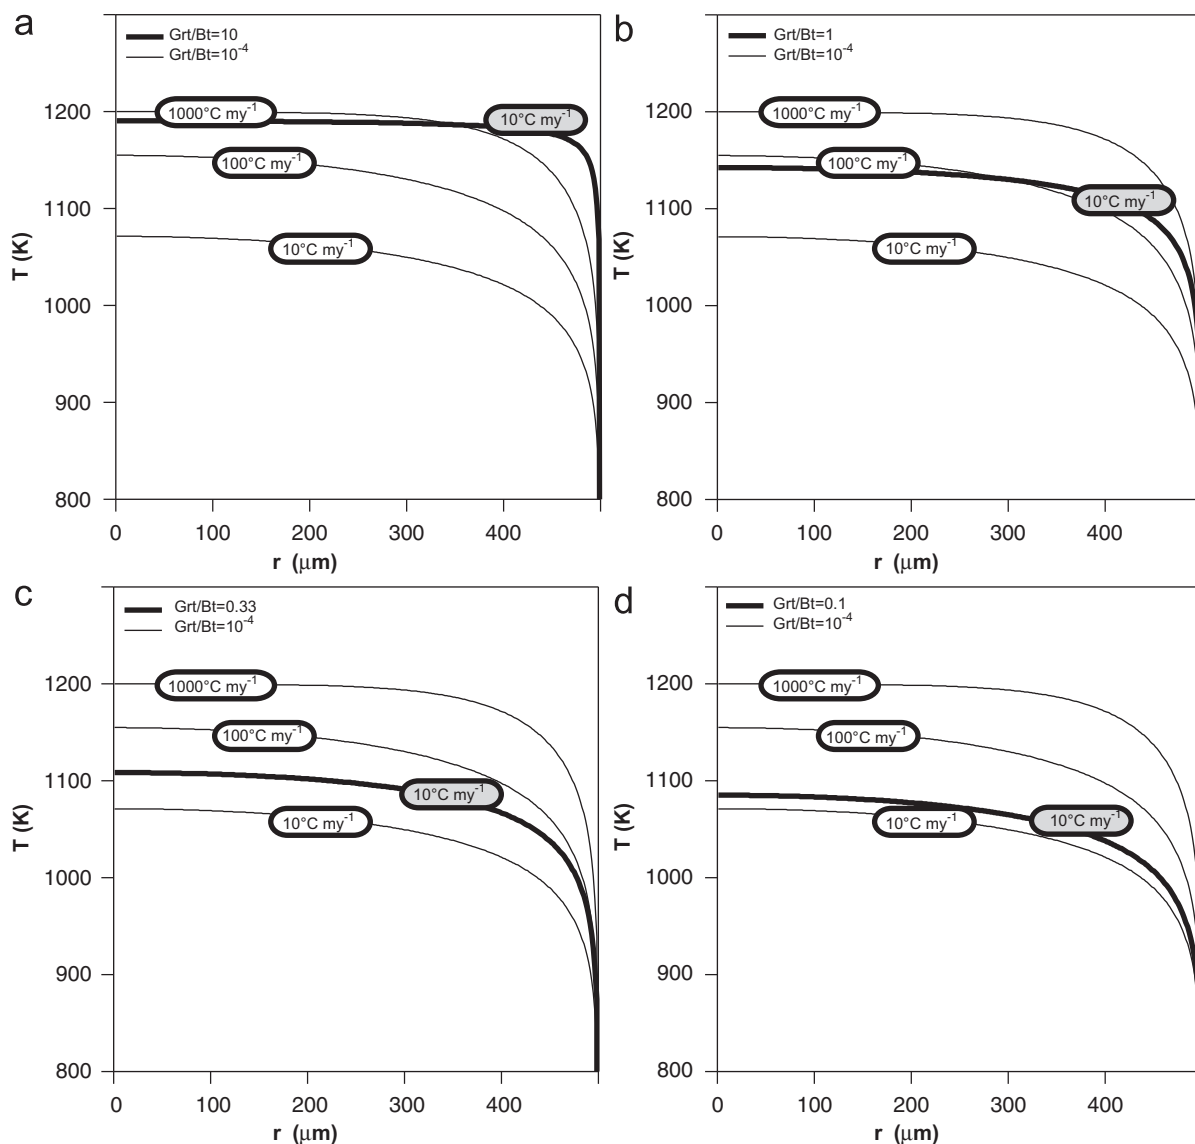 a
Grt/Bt=10
Grt/Bt=10⁻⁴
1200
1100
1000
900
800
T (K)
1000°C my⁻¹
10°C my⁻¹
100°C my⁻¹
10°C my⁻¹
0 100 200 300 400
r (μm)
b
Grt/Bt=1
Grt/Bt=10⁻⁴
1200
1100
1000
900
800
T (K)
1000°C my⁻¹
100°C my⁻¹
10°C my⁻¹
10°C my⁻¹
0 100 200 300 400
r (μm)
c
Grt/Bt=0.33
Grt/Bt=10⁻⁴
1200
1100
1000
900
800
T (K)
1000°C my⁻¹
100°C my⁻¹
10°C my⁻¹
10°C my⁻¹
0 100 200 300 400
r (μm)
d
Grt/Bt=0.1
Grt/Bt=10⁻⁴
1200
1100
1000
900
800
T (K)
1000°C my⁻¹
100°C my⁻¹
10°C my⁻¹
10°C my⁻¹
0 100 200 300 400
r (μm)